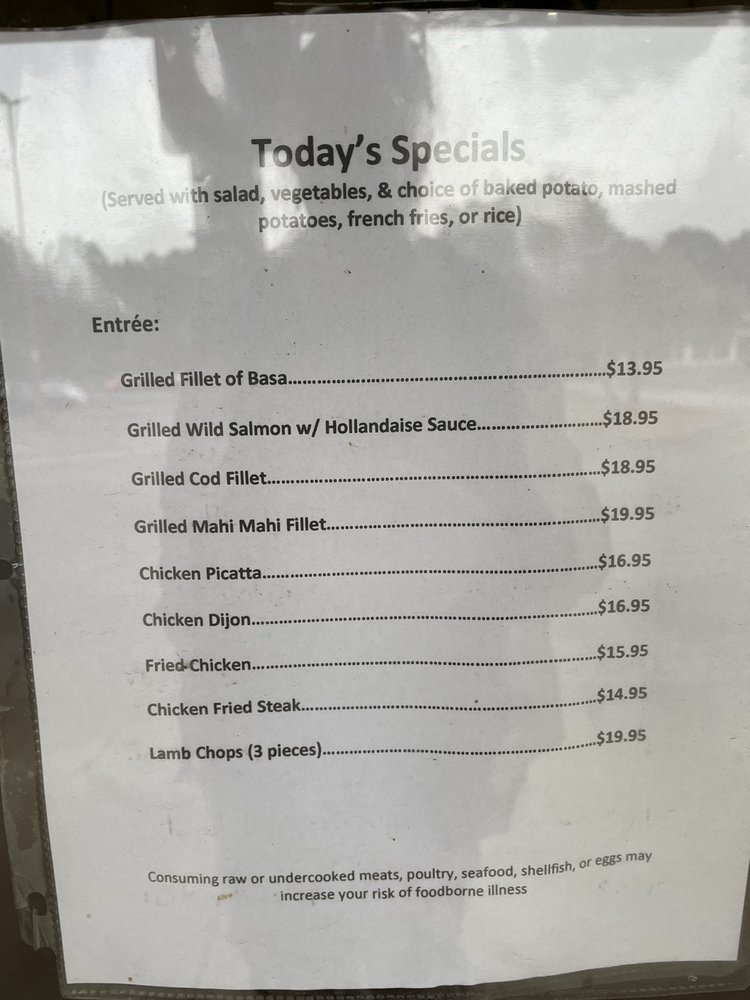 Today's Specials
(Served with salad, vegetables, & choice of baked potato, mashed
potatoes, french fries, or rice)
Entrée:
Grilled Fillet of Basa..........................................................$13.95
Grilled Wild Salmon w/ Hollandaise Sauce.......................$18.95
Grilled Cod Fillet.............................................................$18.95
Grilled Mahi Mahi Fillet..................................................$19.95
Chicken Picatta..............................................................$16.95
Chicken Dijon................................................................$16.95
Fried Chicken................................................................$15.95
Chicken Fried Steak.......................................................$14.95
Lamb Chops (3 pieces)...................................................$19.95
Consuming raw or undercooked meats, poultry, seafood, shellfish, or eggs may
increase your risk of foodborne illness